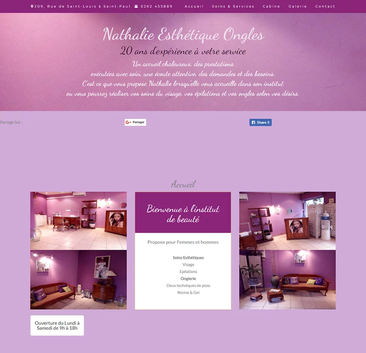 169, Rue de Saint-Louis à Saint-Paul 0262 455889 Accueil Soins & Services Cabine Galerie Contact
Nathalie Esthétique Ongles
20 ans d'expérience à votre service
Un accueil chaleureux, des prestations
exécutées avec soin, une écoute attentive, des demandes et des besoins.
C'est ce que vous propose Nathalie lorsqu'elle vous accueille dans son institut
ou vous pourrez réaliser vos soins du visage, vos épilations et vos ongles selon vos désirs.
Partager
Share 0
Accueil
Bienvenue à l'institut
de beauté
Propose pour Femmes et hommes
Soins Esthétiques
Visage
Epilations
Onglerie
Deux techniques de pose
Résine & Gel
Ouverture du Lundi à
Samedi de 9h à 18h